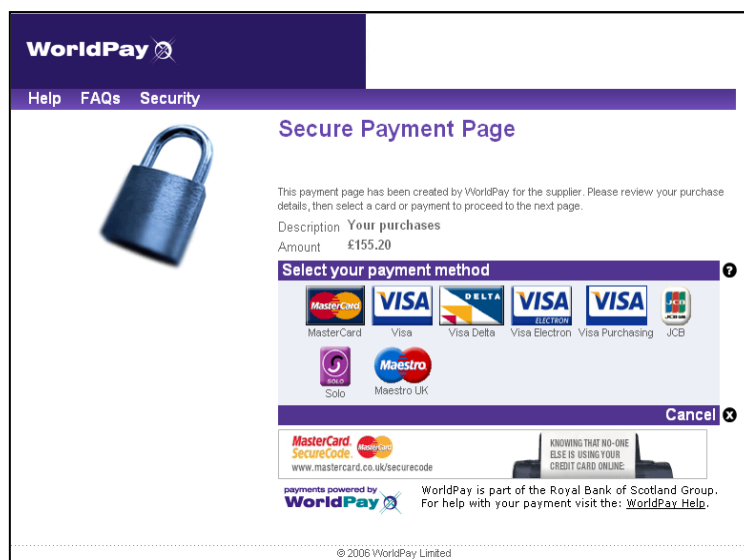 WorldPay
Help FAQs Security
Secure Payment Page
This payment page has been created by WorldPay for the supplier. Please review your purchase
details, then select a card or payment to proceed to the next page.
Description Your purchases
Amount £155.20
Select your payment method ?
MasterCard VISA DELTA VISA ELECTRON VISA JCB
MasterCard Visa Visa Delta Visa Electron Visa Purchasing JCB
SOLO Maestro
Solo Maestro UK
Cancel X
MasterCard.
SecureCode.
MasterCard
www.mastercard.co.uk/securecode
KNOWING THAT NO-ONE
ELSE IS USING YOUR
CREDIT CARD ONLINE:
payments powered by
WorldPay
WorldPay is part of the Royal Bank of Scotland Group.
For help with your payment visit the: WorldPay Help.
© 2006 WorldPay Limited